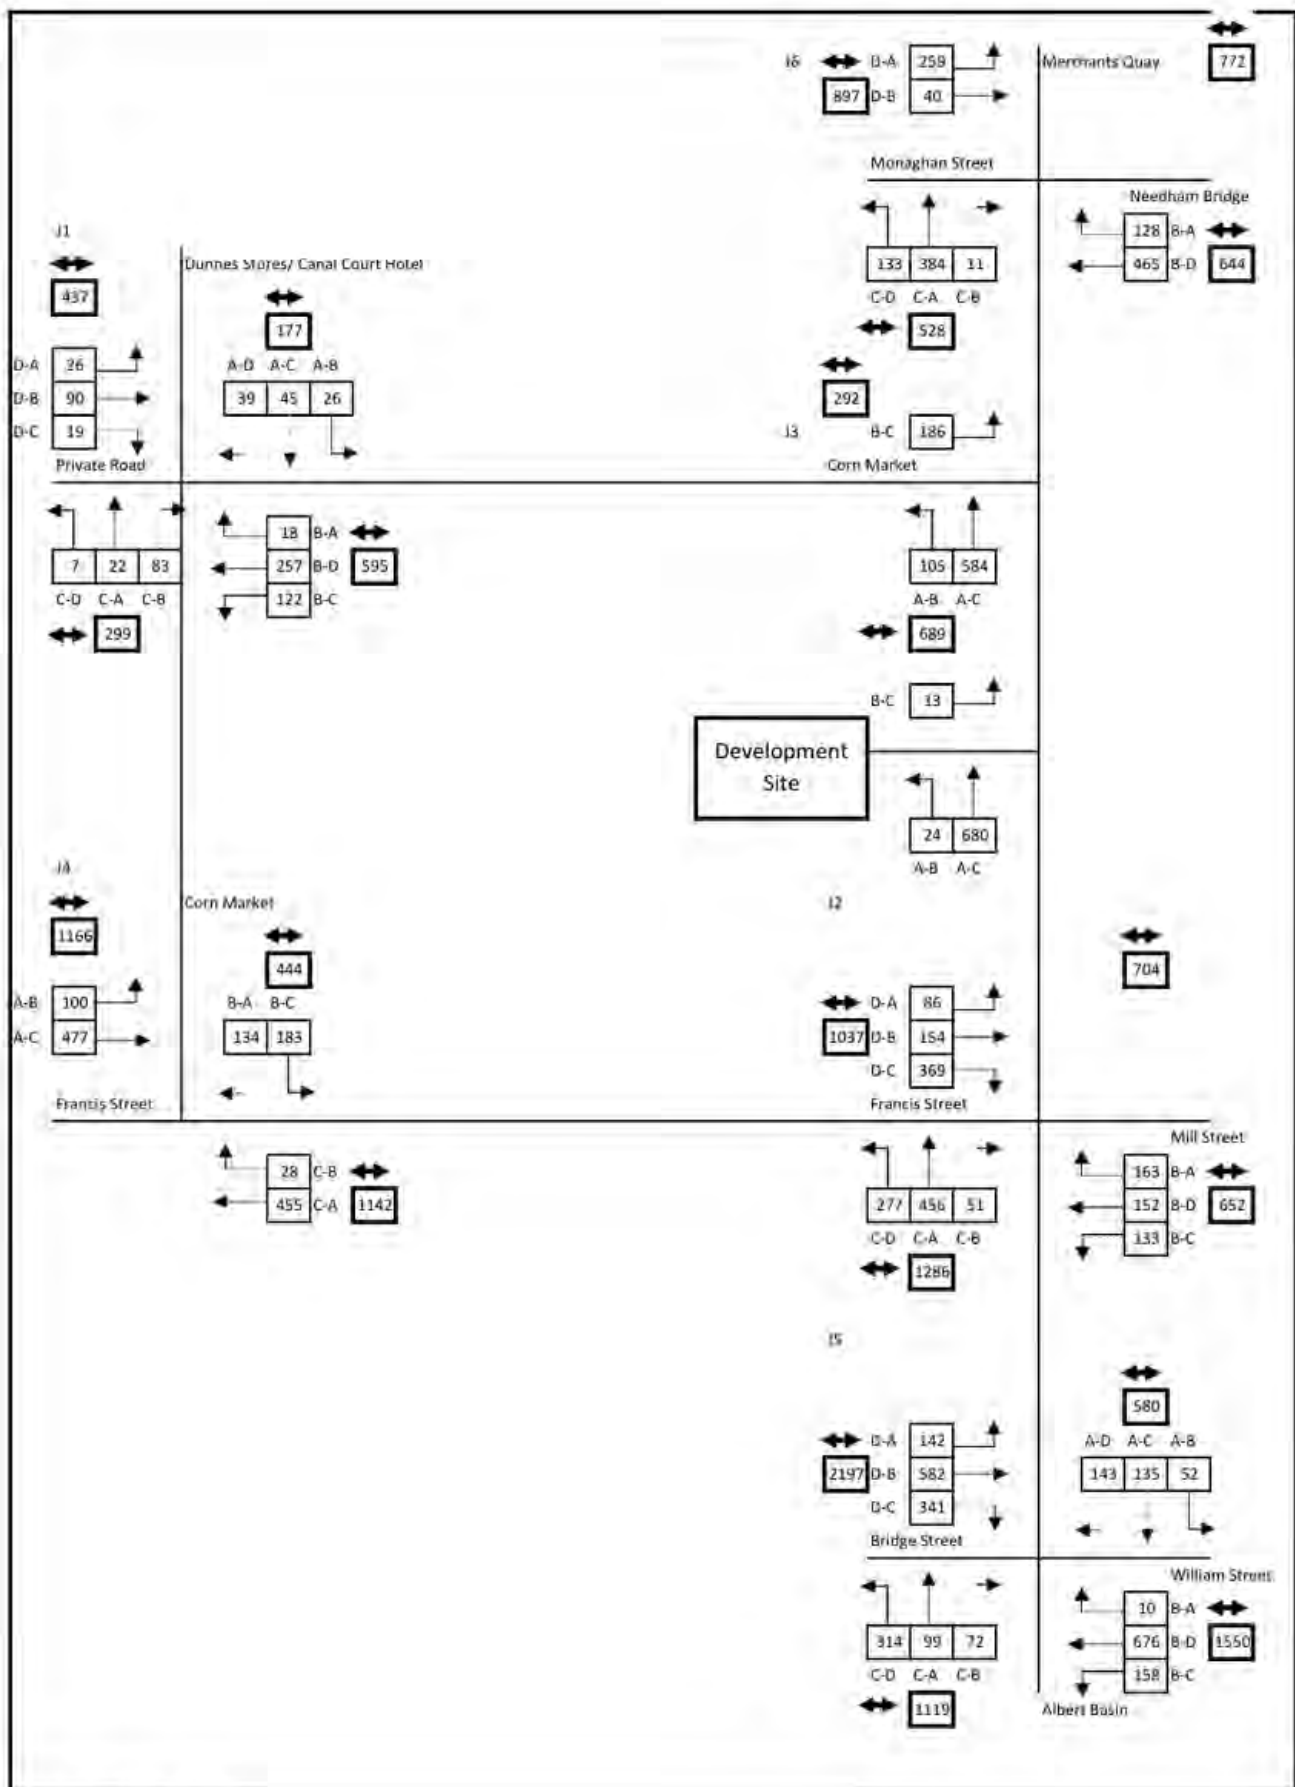 772
J6 D-A 259 Merchants Quay
897 D-B 40
Monaghan Street
Needham Bridge
J1
128 B-A
Dunnes Stores/ Canal Court Hotel
133 384 11
465 B-D 644
437
C-D C-A C-B
177
528
D-A 26
A-D A-C A-B
292
D-B 90
39 45 26
D-C 19
J3 B-C 186
Private Road
Corn Market
18 B-A
7 22 83
257 B-D 595
105 584
C-D C-A C-B
122 B-C
A-B A-C
299
689
B-C 13
Development
Site
24 680
A-B A-C
J4
Corn Market
J2
1166
444
704
A-B 100
B-A B-C
D-A 86
A-C 477
134 183
1037 D-B 154
D-C 369
Francis Street
Francis Street
Mill Street
28 C-B
163 B-A
455 C-A 1142
277 456 51
152 B-D 652
C-D C-A C-B
133 B-C
1286
J5
580
D-A 142
A-D A-C A-B
2197 D-B 582
143 135 52
D-C 341
Bridge Street
William Street
10 B-A
314 99 72
676 B-D 1550
C-D C-A C-B
158 B-C
1119
Albert Basin